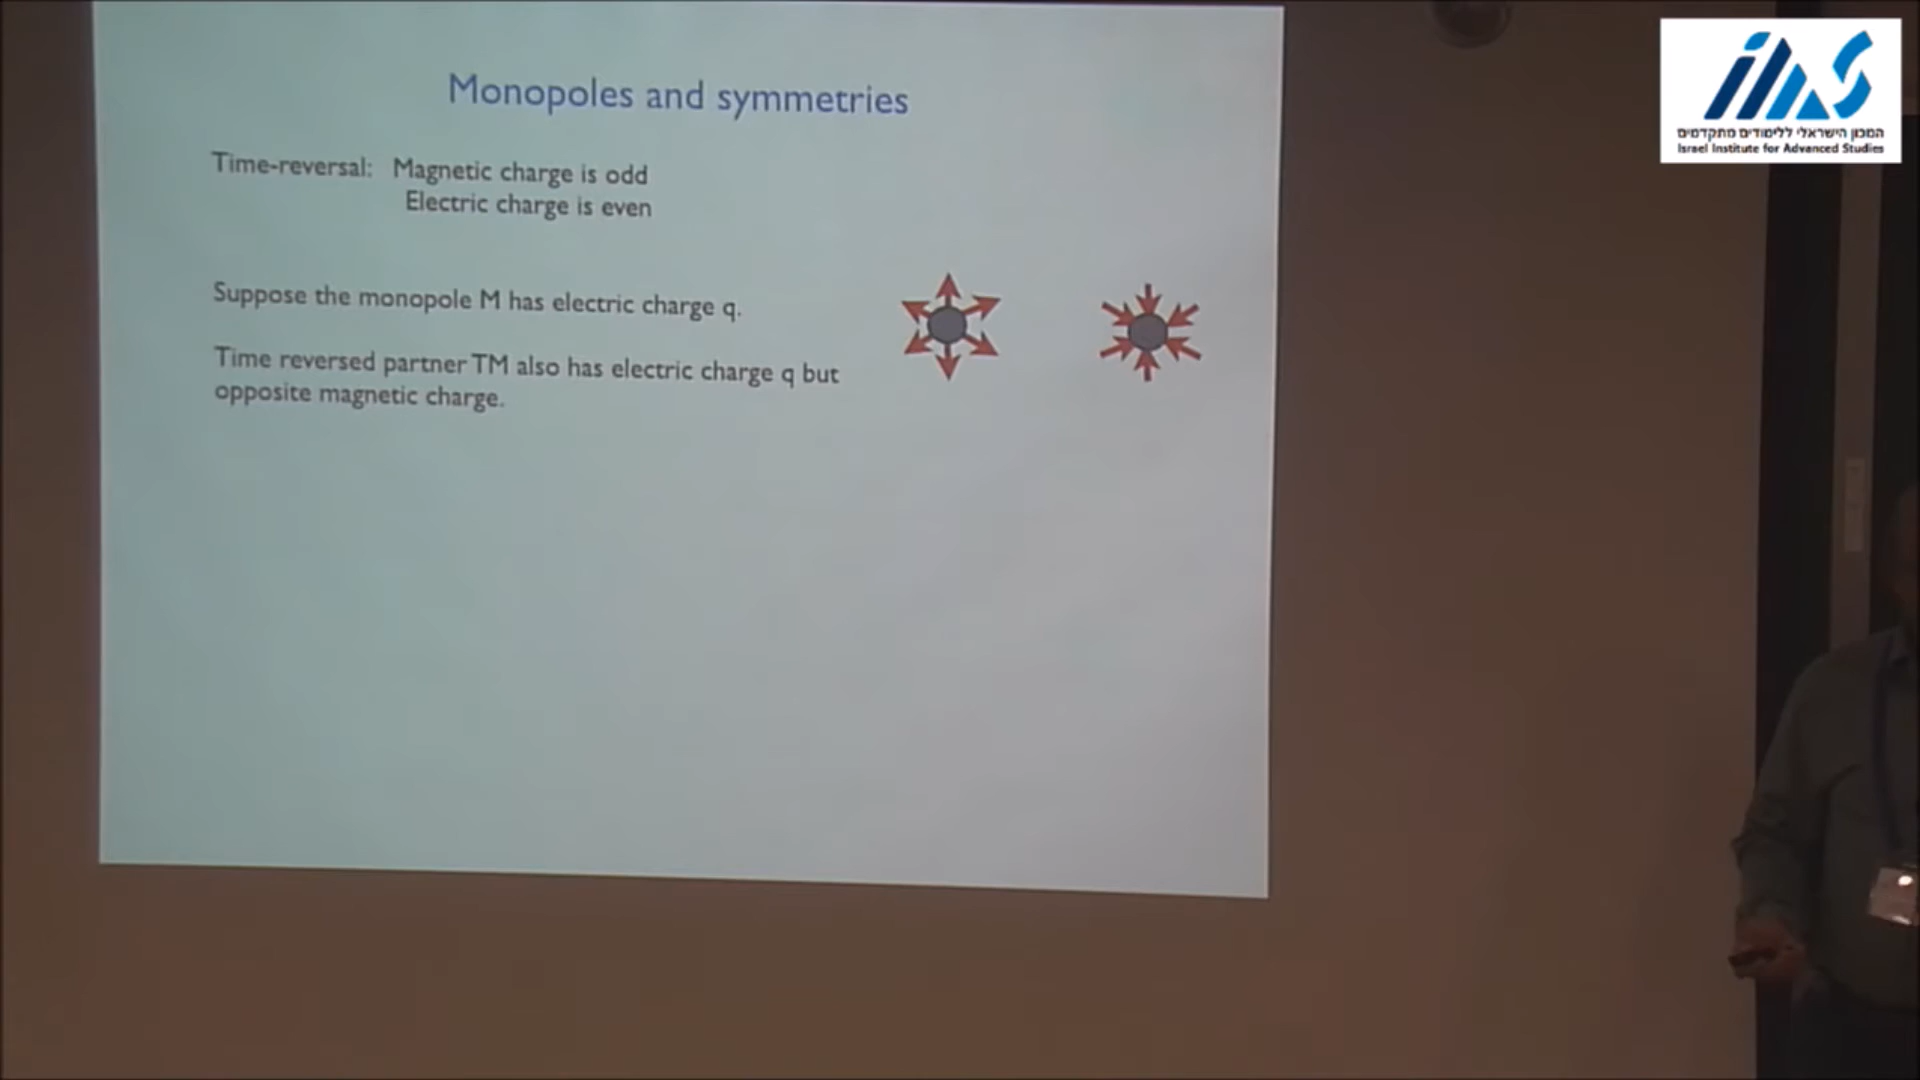 Monopoles and symmetries
Time-reversal: Magnetic charge is odd
Electric charge is even
Suppose the monopole M has electric charge q.
Time reversed partner TM also has electric charge q but
opposite magnetic charge.
המכון הישראלי ללימודים מתקדמים
Israel Institute for Advanced Studies